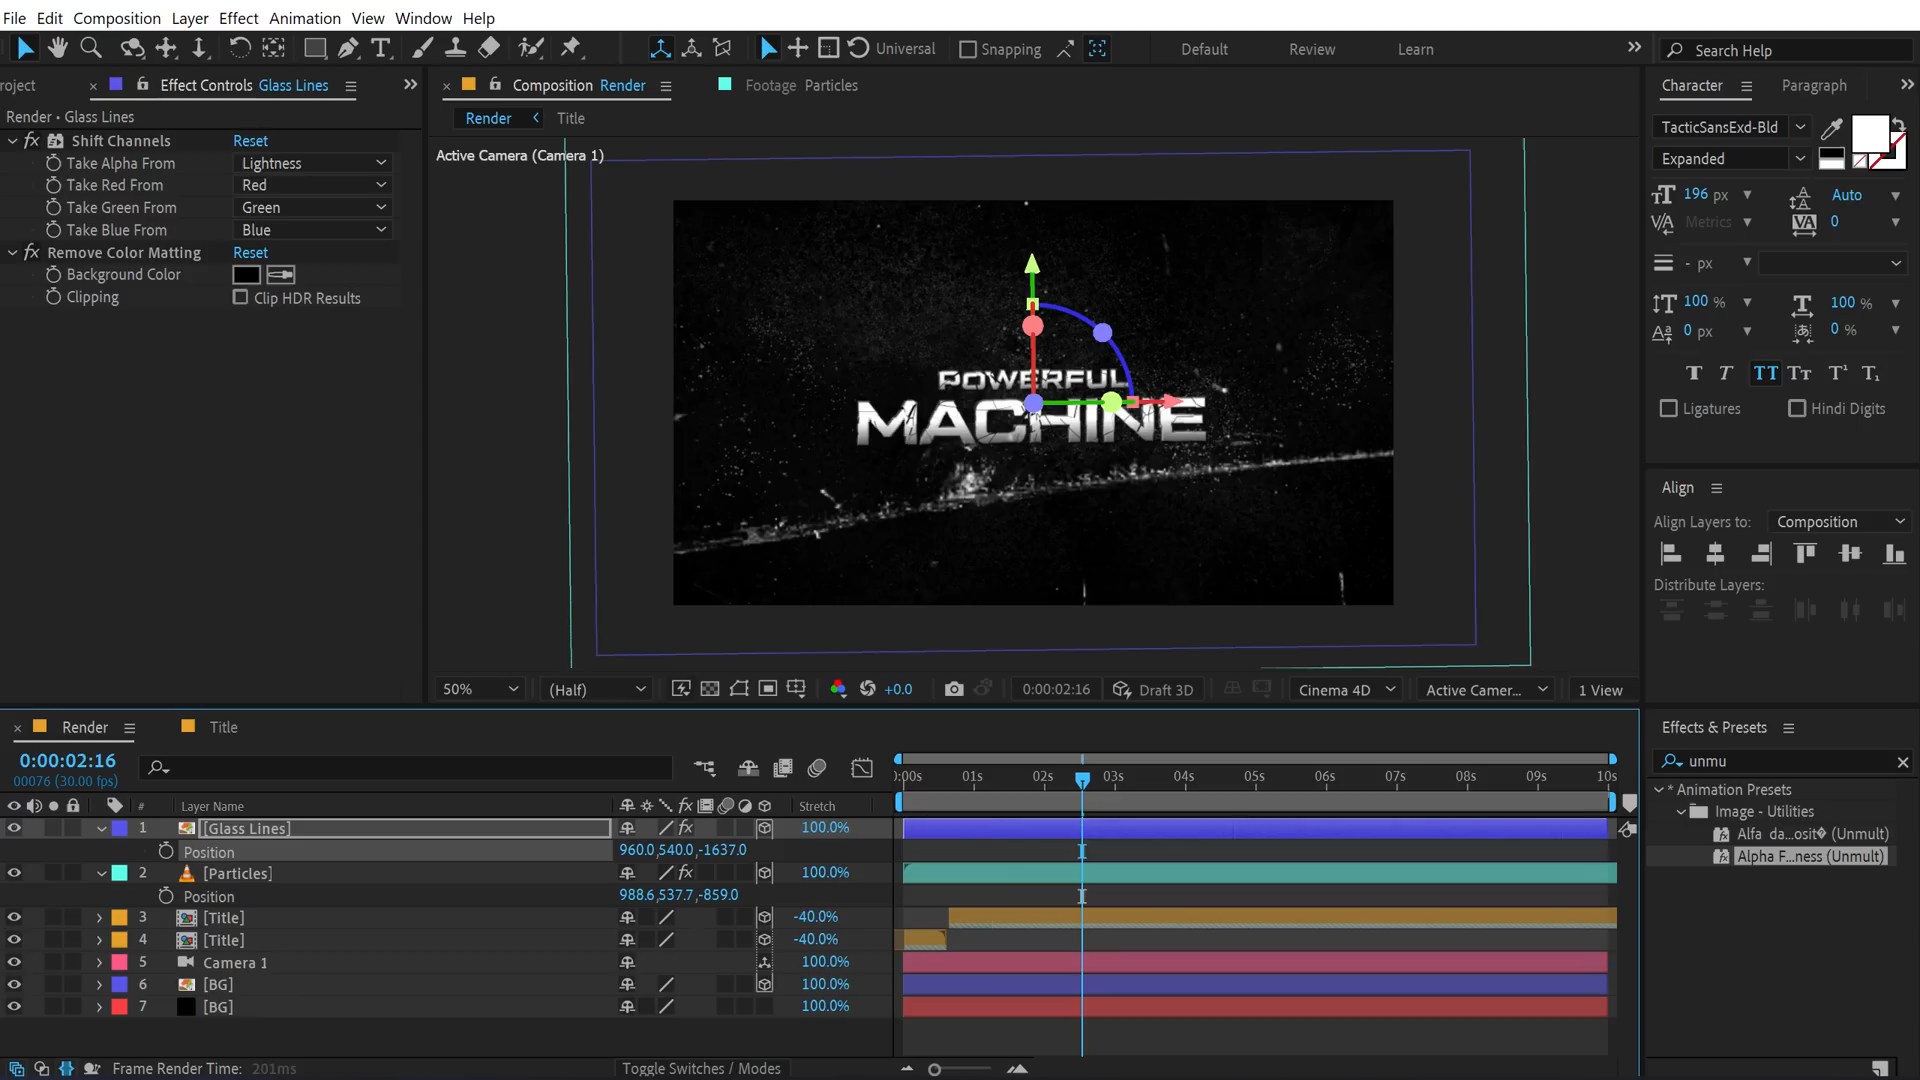 File Edit Composition Layer Effect Animation View Window Help
Universal Snapping Default Review Learn Search Help
roject Effect Controls Glass Lines Composition Render Footage Particles Character Paragraph
Render • Glass Lines
Render Title
Shift Channels Reset
Take Alpha From Lightness
Take Red From Red
Take Green From Green
Take Blue From Blue
Remove Color Matting Reset
Background Color
Clipping Clip HDR Results
Active Camera (Camera 1)
POWERFUL
MACHINE
TacticSansExd-Bld
Expanded
196 px Auto
Metrics 0
- px
100 % 100 %
0 px 0 %
Ligatures Hindi Digits
Align
Align Layers to: Composition
Distribute Layers:
50% (Half) +0.0 0:00:02:16 Draft 3D Cinema 4D Active Camer... 1 View
Render Title
0:00:02:16
00076 (30.00 fps)
# Layer Name Stretch
:00s 01s 02s 03s 04s 05s 06s 07s 08s 09s 10s
1 [Glass Lines] 100.0%
Position 960.0,540.0,-1637.0
2 [Particles] 100.0%
Position 988.6,537.7,-859.0
3 [Title] -40.0%
4 [Title] -40.0%
5 Camera 1 100.0%
6 [BG] 100.0%
7 [BG] 100.0%
Frame Render Time: 201ms Toggle Switches / Modes
Effects & Presets
unmu
* Animation Presets
Image - Utilities
Alfa da...osit� (Unmult)
Alpha F...ness (Unmult)